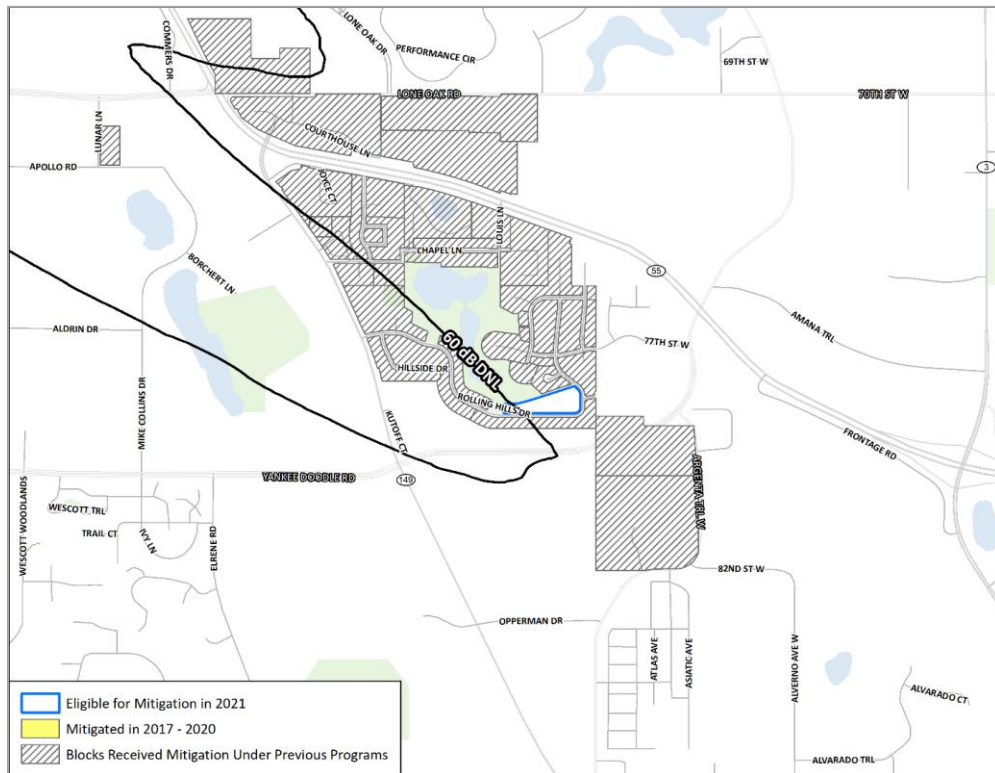 COMMERS DR
LONE OAK DR
PERFORMANCE CIR
69TH ST W
LONE OAK RD
70TH ST W
LUNAR LN
COURTHOUSE LN
APOLLO RD
JOYCE CT
3
LOUIS LN
CHAPEL LN
BORCHERT LN
55
AMANA TRL
ALDRIN DR
60 dB DNL
77TH ST W
HILLSIDE DR
MIKE COLLINS DR
ROLLING HILLS DR
KUTOFF CT
FRONTAGE RD
YANKEE DOODLE RD
149
ARGENTA TRL W
WESCOTT WOODLANDS
WESCOTT TRL
TRAIL CT
IVY LN
ELRENE RD
82ND ST W
OPPERMAN DR
ATLAS AVE
ASIATIC AVE
ALVERNO AVE W
ALVARADO CT
ALVARADO TRL
Eligible for Mitigation in 2021
Mitigated in 2017 - 2020
Blocks Received Mitigation Under Previous Programs